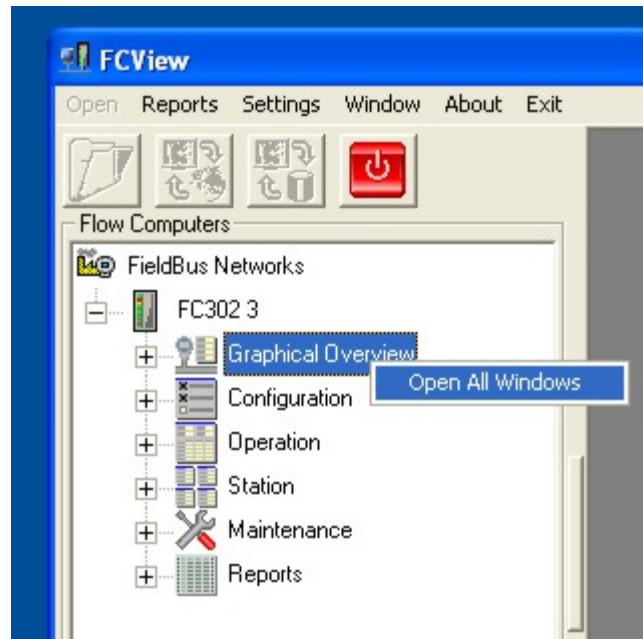 FCView
Open Reports Settings Window About Exit
Flow Computers
FieldBus Networks
FC302 3
Graphical Overview
Open All Windows
Configuration
Operation
Station
Maintenance
Reports